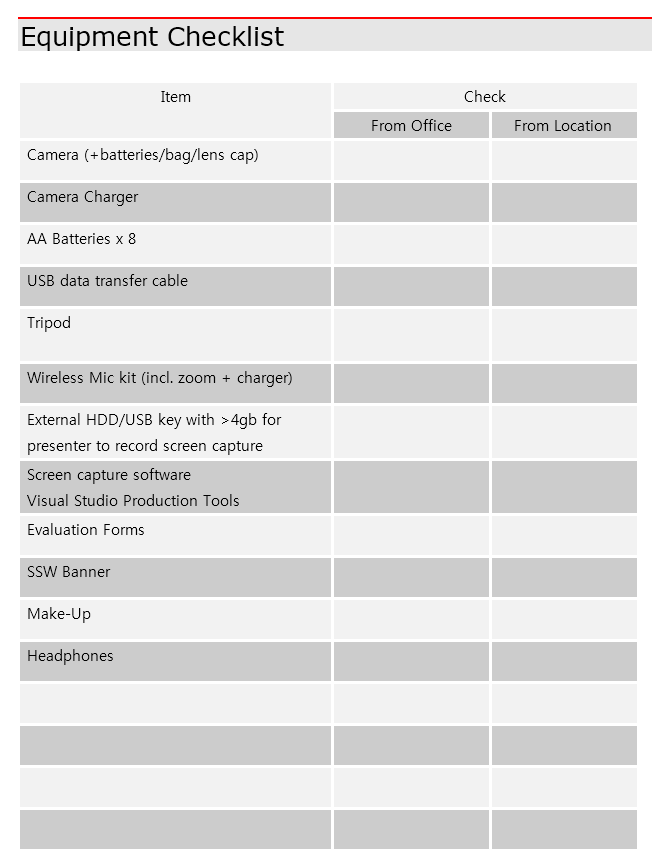 Equipment Checklist
Item
Check
From Office
From Location
Camera (+batteries/bag/lens cap)
Camera Charger
AA Batteries x 8
USB data transfer cable
Tripod
Wireless Mic kit (incl. zoom + charger)
External HDD/USB key with >4gb for
presenter to record screen capture
Screen capture software
Visual Studio Production Tools
Evaluation Forms
SSW Banner
Make-Up
Headphones